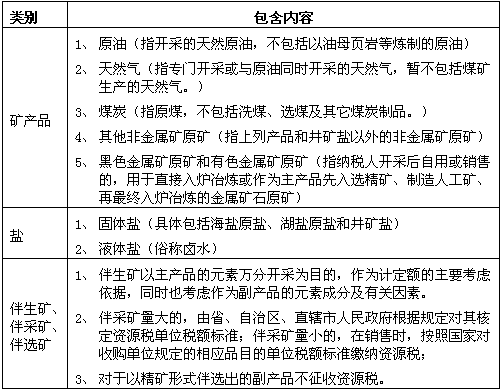 类别 包含内容
矿产品
1、 原油（指开采的天然原油，不包括以油母页岩等炼制的原油）
2、 天然气（指专门开采或与原油同时开采的天然气，暂不包括煤矿
生产的天然气。）
3、 煤炭（指原煤，不包括洗煤、选煤及其它煤炭制品。）
4、 其他非金属矿原矿（指上列产品和井矿盐以外的非金属矿原矿）
5、 黑色金属矿原矿和有色金属矿原矿（指纳税人开采后自用或销售
的，用于直接入炉冶炼或作为主产品先入选精矿、制造人工矿、
再最终入炉冶炼的金属矿石原矿）
盐
1、 固体盐（具体包括海盐原盐、湖盐原盐和井矿盐）
2、 液体盐（俗称卤水）
伴生矿、
伴采矿、
伴选矿
1、 伴生矿以主产品的元素万分开采为目的，作为计定额的主要考虑
依据，同时也考虑作为副产品的元素成分及有关因素。
2、 伴采矿量大的，由省、自治区、直辖市人民政府根据规定对其核
定资源税单位税额标准；伴采矿量小的，在销售时，按照国家对
收购单位规定的相应品目的单位税额标准缴纳资源税；
3、 对于以精矿形式伴选出的副产品不征收资源税。